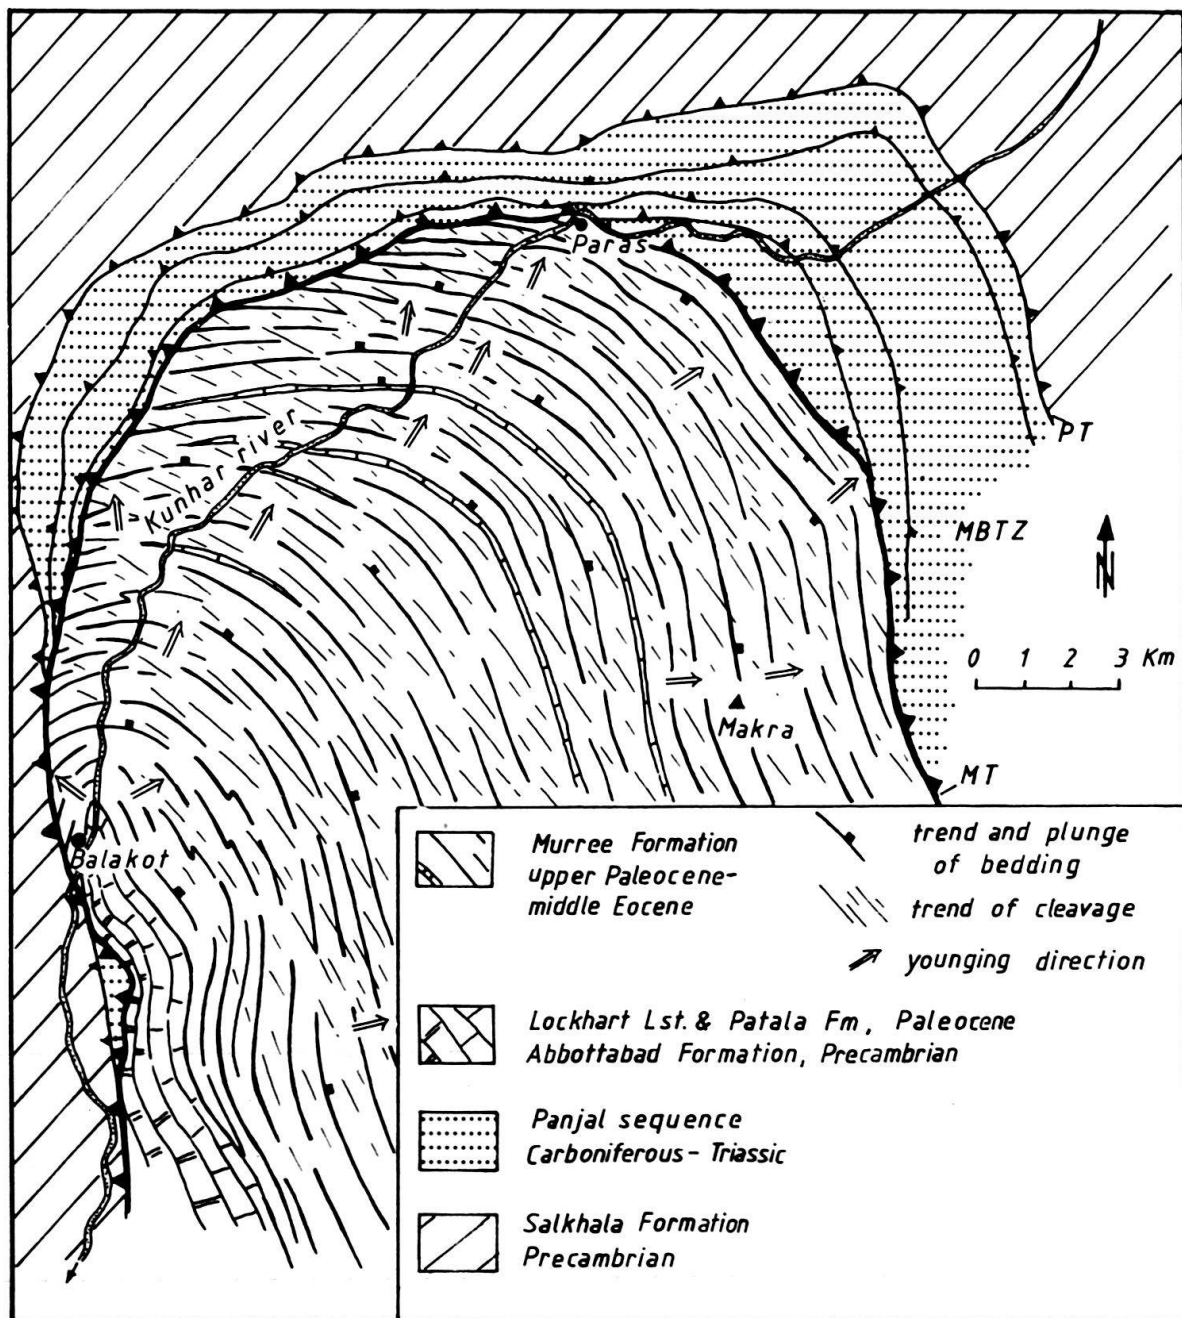 Paras
Kunhar river
PT
MBTZ
N
0 1 2 3 Km
Makra
MT
Balakot
Murree Formation
upper Paleocene-
middle Eocene
trend and plunge
of bedding
trend of cleavage
younging direction
Lockhart Lst. & Patala Fm, Paleocene
Abbottabad Formation, Precambrian
Panjal sequence
Carboniferous - Triassic
Salkhala Formation
Precambrian